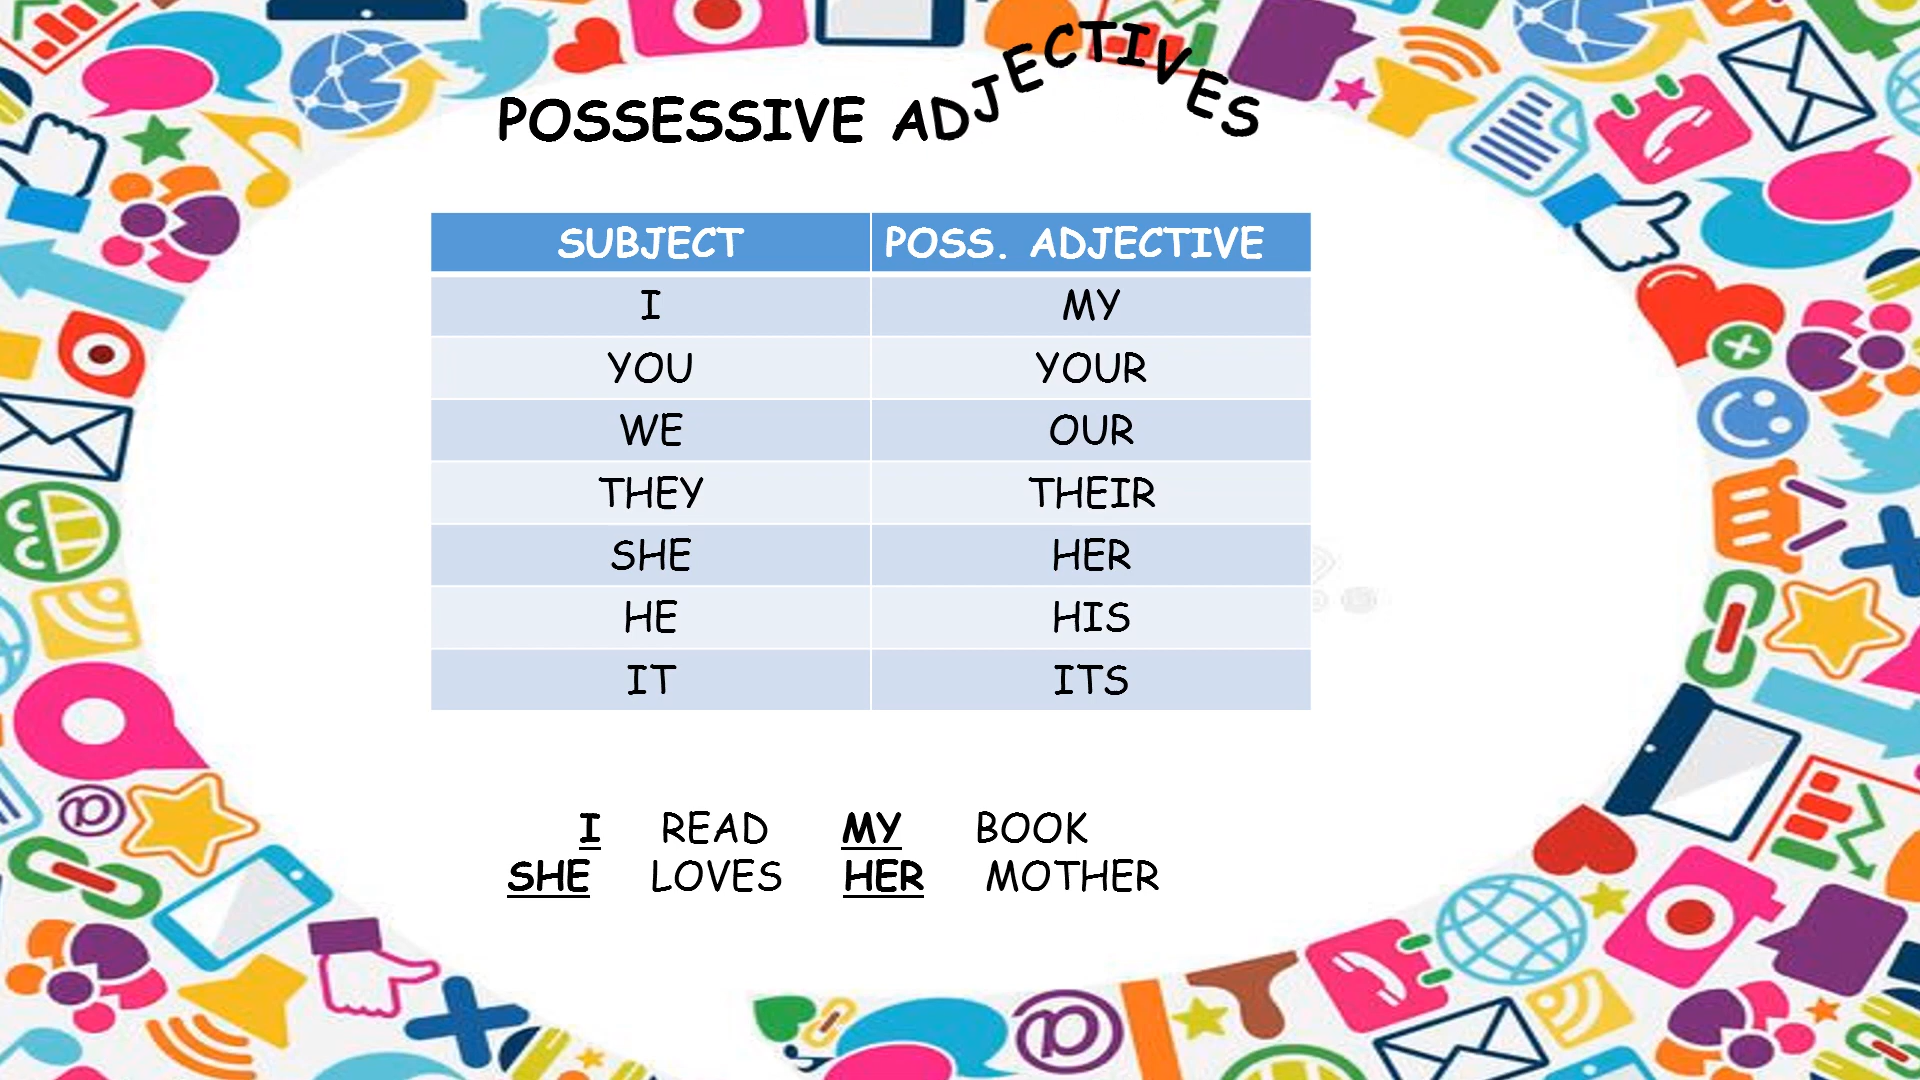 POSSESSIVE ADJECTIVES
SUBJECT POSS. ADJECTIVE
I MY
YOU YOUR
WE OUR
THEY THEIR
SHE HER
HE HIS
IT ITS
I READ MY BOOK
SHE LOVES HER MOTHER